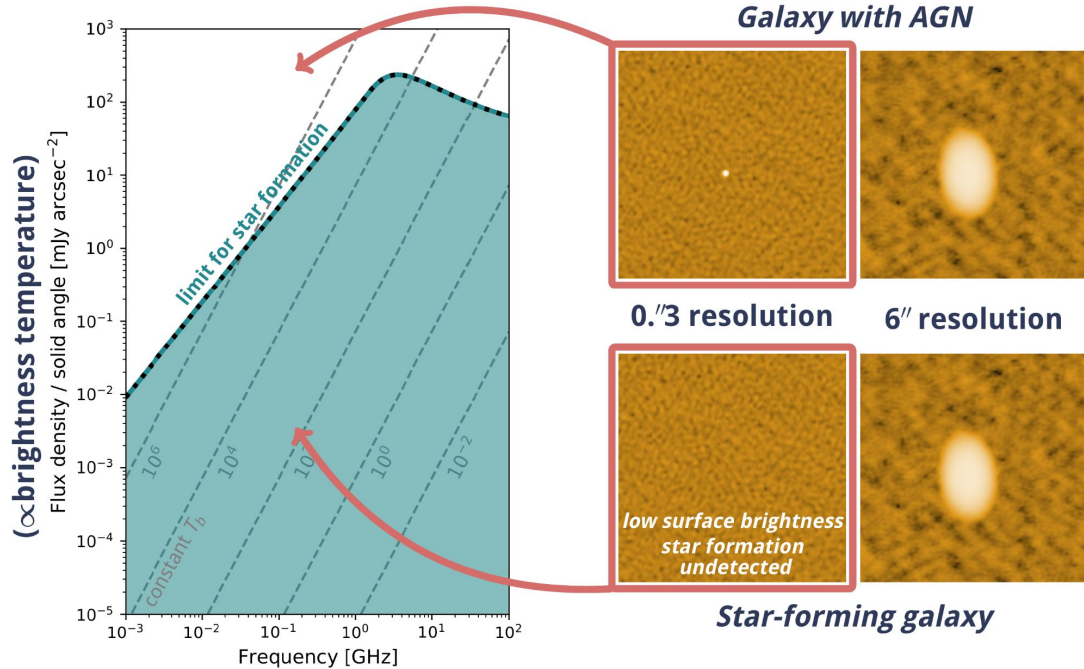 Galaxy with AGN
(∝brightness temperature)
Flux density / solid angle [mJy arcsec⁻²]
10³
10²
10¹
10⁰
10⁻¹
10⁻²
10⁻³
10⁻⁴
10⁻⁵
limit for star formation
10⁶
10⁴
10⁰
10⁻²
constant T_b
10⁻³
10⁻²
10⁻¹
10⁰
10¹
10²
Frequency [GHz]
0.″3 resolution
6″ resolution
low surface brightness
star formation
undetected
Star-forming galaxy